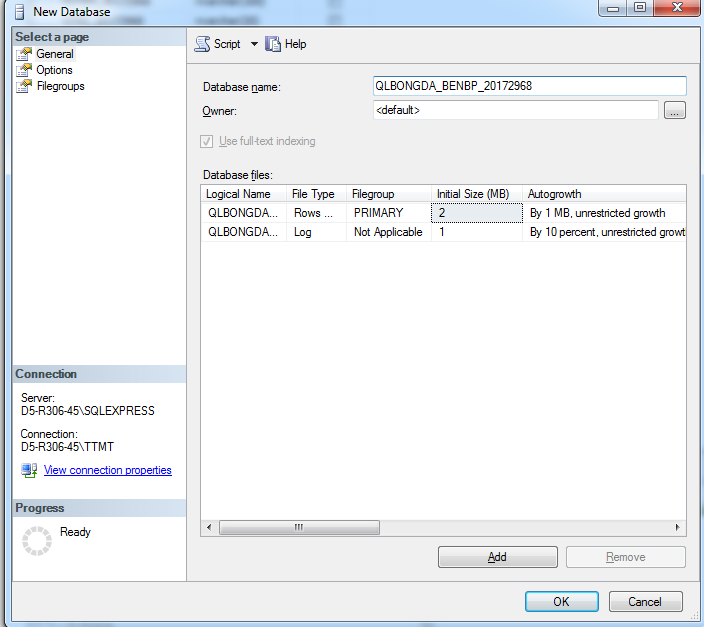 New Database
Select a page
General
Options
Filegroups
Script
Help
Database name:
QLBONGDA_BENBP_20172968
Owner:
<default>
...
Use full-text indexing
Database files:
Logical Name File Type Filegroup Initial Size (MB) Autogrowth
QLBONGDA... Rows ... PRIMARY 2 By 1 MB, unrestricted growth
QLBONGDA... Log Not Applicable 1 By 10 percent, unrestricted growt
Connection
Server:
D5-R306-45\SQLEXPRESS
Connection:
D5-R306-45\TTMT
View connection properties
Progress
Ready
Add Remove
OK Cancel